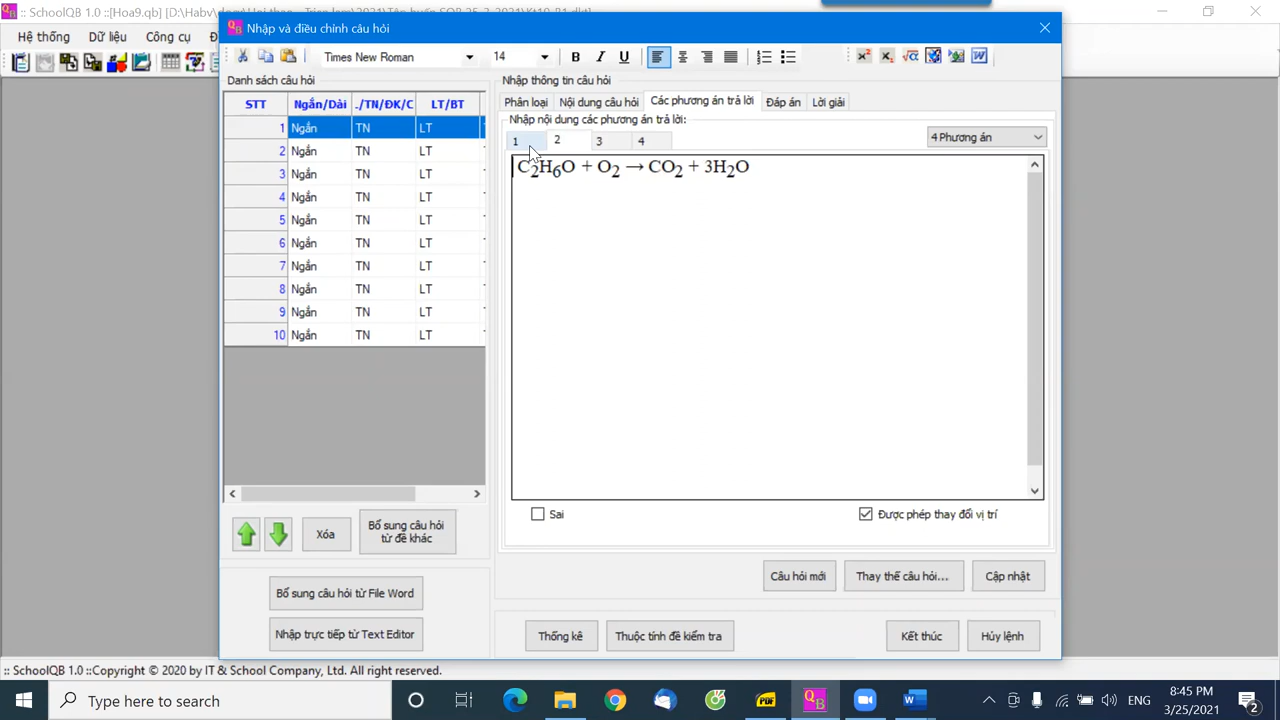 :: SchoolQB 1.0 :: [Hoa9.qb]
Nhập và điều chỉnh câu hỏi
Hệ thống Dữ liệu Công cụ
Times New Roman 14 B I U
Danh sách câu hỏi
STT Ngắn/Dài ./TN/ĐK/C LT/BT
1 Ngắn TN LT
2 Ngắn TN LT
3 Ngắn TN LT
4 Ngắn TN LT
5 Ngắn TN LT
6 Ngắn TN LT
7 Ngắn TN LT
8 Ngắn TN LT
9 Ngắn TN LT
10 Ngắn TN LT
Xóa
Bổ sung câu hỏi
từ đề khác
Bổ sung câu hỏi từ File Word
Nhập trực tiếp từ Text Editor
Nhập thông tin câu hỏi
Phân loại Nội dung câu hỏi Các phương án trả lời Đáp án Lời giải
Nhập nội dung các phương án trả lời:
1 2 3 4
4 Phương án
C₂H₆O + O₂ → CO₂ + 3H₂O
Sai
Được phép thay đổi vị trí
Câu hỏi mới Thay thế câu hỏi... Cập nhật
Thống kê Thuộc tính đề kiểm tra Kết thúc Hủy lệnh
:: SchoolQB 1.0 ::Copyright © 2020 by IT & School Company, Ltd. All right reserved.
Type here to search
ENG
8:45 PM
3/25/2021
2